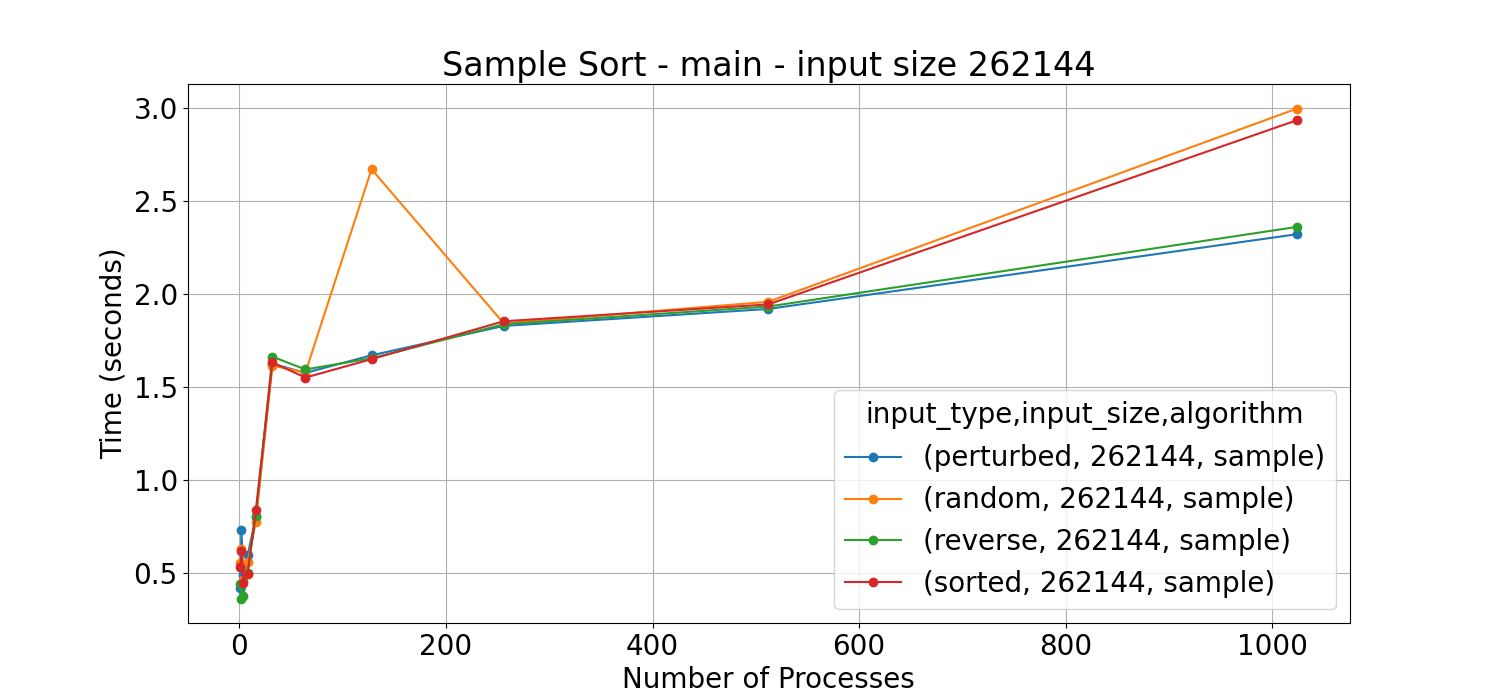 Sample Sort - main - input size 262144
Time (seconds)
3.0
2.5
2.0
1.5
1.0
0.5
0
200
400
600
800
1000
Number of Processes
input_type,input_size,algorithm
(perturbed, 262144, sample)
(random, 262144, sample)
(reverse, 262144, sample)
(sorted, 262144, sample)